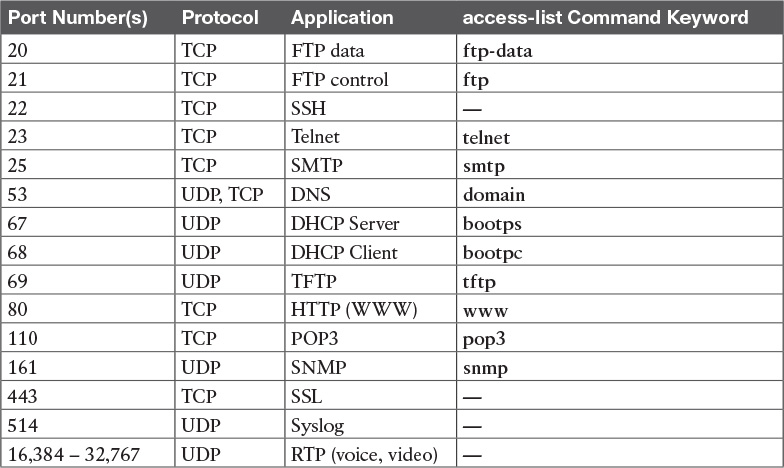 Port Number(s) Protocol Application access-list Command Keyword
20 TCP FTP data ftp-data
21 TCP FTP control ftp
22 TCP SSH —
23 TCP Telnet telnet
25 TCP SMTP smtp
53 UDP, TCP DNS domain
67 UDP DHCP Server bootps
68 UDP DHCP Client bootpc
69 UDP TFTP tftp
80 TCP HTTP (WWW) www
110 TCP POP3 pop3
161 UDP SNMP snmp
443 TCP SSL —
514 UDP Syslog —
16,384 – 32,767 UDP RTP (voice, video) —